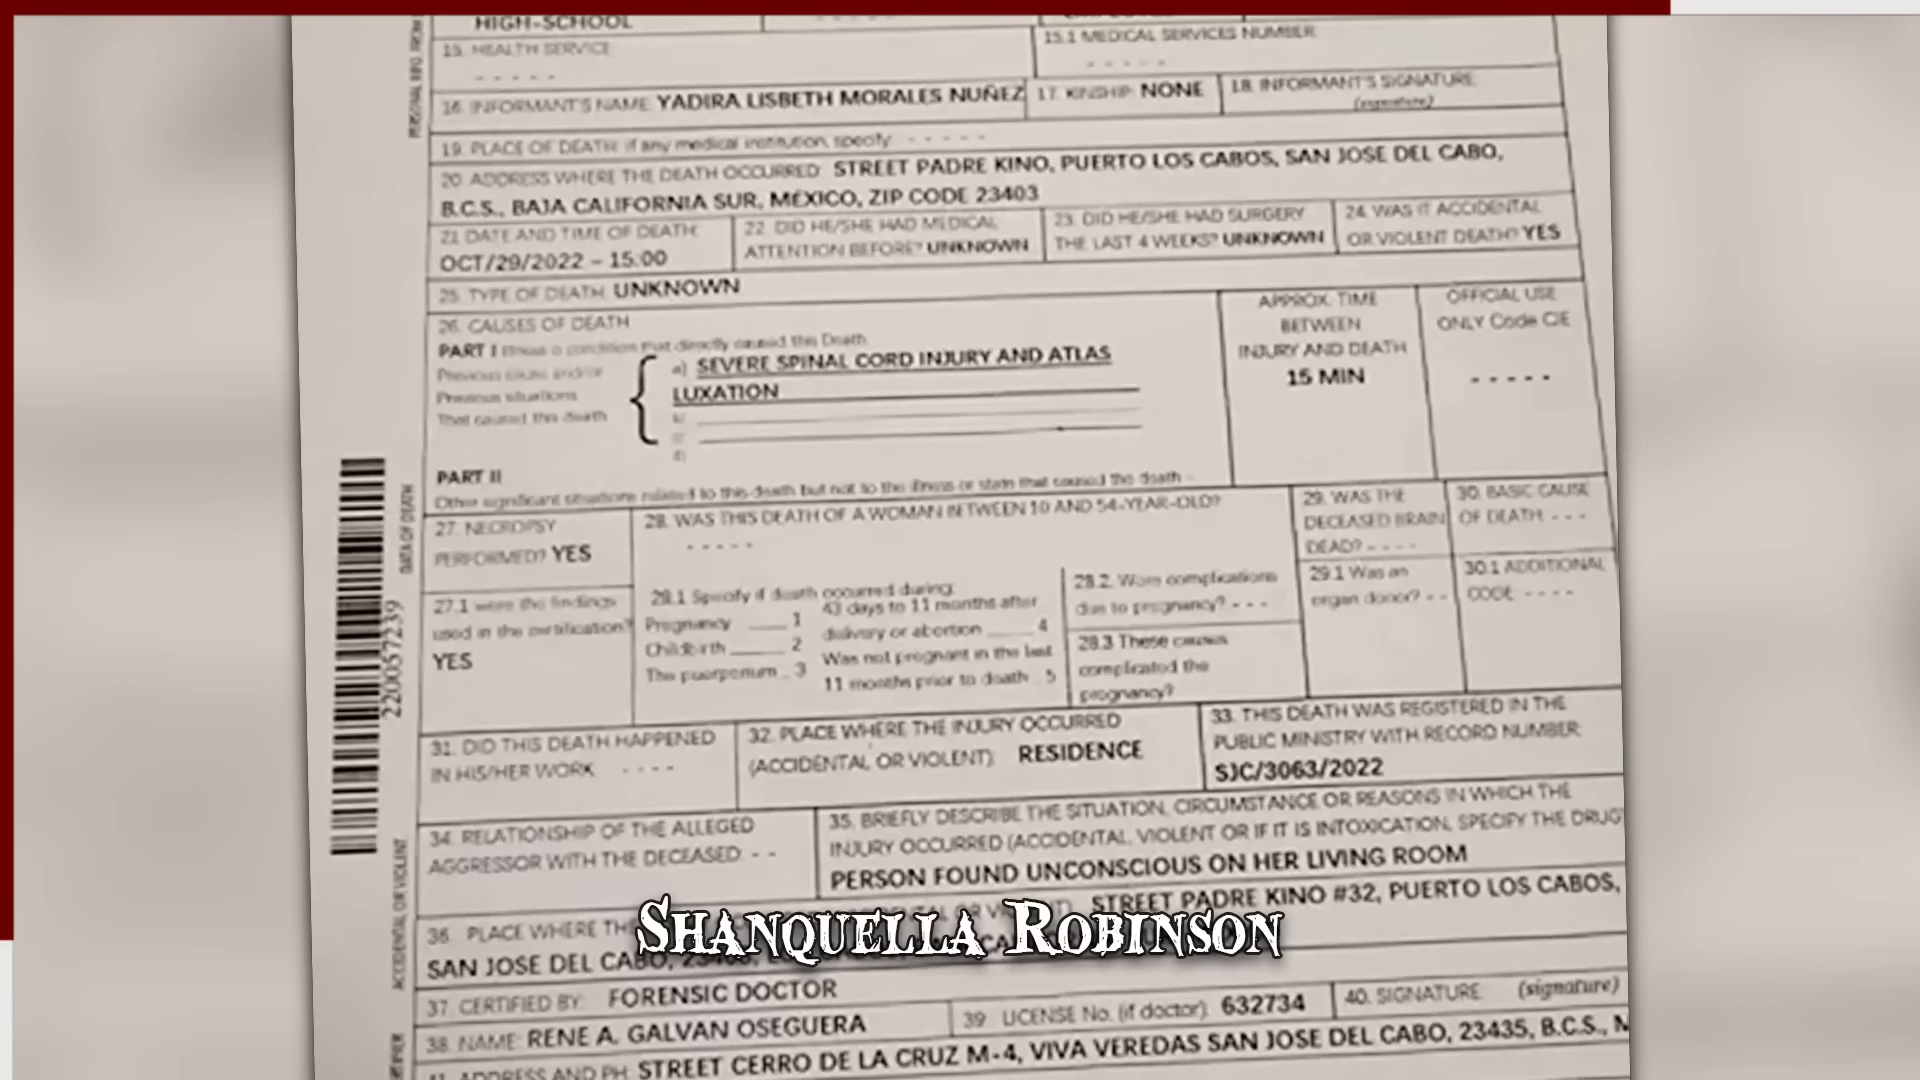 HIGH-SCHOOL
- - - - -
15. HEALTH SERVICE
- - - - -
15.1 MEDICAL SERVICES NUMBER:
- - - - -
16. INFORMANT'S NAME: YADIRA LISBETH MORALES NUÑEZ
17. KINSHIP: NONE
18. INFORMANT'S SIGNATURE:
(signature)
19. PLACE OF DEATH: if any medical institution, specify: - - - - -
20. ADDRESS WHERE THE DEATH OCCURRED: STREET PADRE KINO, PUERTO LOS CABOS, SAN JOSE DEL CABO,
B.C.S., BAJA CALIFORNIA SUR, MEXICO, ZIP CODE 23403
21. DATE AND TIME OF DEATH:
OCT/29/2022 - 15:00
22. DID HE/SHE HAD MEDICAL
ATTENTION BEFORE? UNKNOWN
23. DID HE/SHE HAD SURGERY
THE LAST 4 WEEKS? UNKNOWN
24. WAS IT ACCIDENTAL
OR VIOLENT DEATH? YES
25. TYPE OF DEATH: UNKNOWN
26. CAUSES OF DEATH
PART I Illness o condition that directly caused this Death
Previous cause and/or
Previous situations
That caused this death
a) SEVERE SPINAL CORD INJURY AND ATLAS
LUXATION
b)
c)
d)
APPROX. TIME
BETWEEN
INJURY AND DEATH
15 MIN
OFFICIAL USE
ONLY Code CIE
- - - - -
PART II
Other significant situations related to this death but not to the illness or state that caused the death -
27. NECROPSY
PERFORMED? YES
27.1 were the findings
used in the certification?
YES
28. WAS THIS DEATH OF A WOMAN BETWEEN 10 AND 54-YEAR-OLD?
- - - - -
28.1 Specify if death occurred during:
Pregnancy ____ 1
Childbirth ______ 2
The puerperium _ 3
43 days to 11 months after
delivery or abortion _____ 4
Was not pregnant in the last
11 months prior to death 5
28.2. Were complications
due to pregnancy? - - -
28.3 These causes
complicated the
pregnancy?
29. WAS THE
DECEASED BRAIN
DEAD? - - - -
29.1 Was an
organ donor? - -
30. BASIC CAUSE
OF DEATH - - -
30.1 ADDITIONAL
CODE - - - -
31. DID THIS DEATH HAPPENED
IN HIS/HER WORK - - - -
32. PLACE WHERE THE INJURY OCCURRED
(ACCIDENTAL OR VIOLENT): RESIDENCE
33. THIS DEATH WAS REGISTERED IN THE
PUBLIC MINISTRY WITH RECORD NUMBER:
SJC/3063/2022
34. RELATIONSHIP OF THE ALLEGED
AGGRESSOR WITH THE DECEASED: - -
35. BRIEFLY DESCRIBE THE SITUATION, CIRCUMSTANCE OR REASONS IN WHICH THE
INJURY OCCURRED (ACCIDENTAL, VIOLENT OR IF IT IS INTOXICATION, SPECIFY THE DRUG
PERSON FOUND UNCONSCIOUS ON HER LIVING ROOM
36. PLACE WHERE STREET PADRE KINO #32, PUERTO LOS CABOS,
SAN JOSE DEL CABO,
Shanquella Robinson
37. CERTIFIED BY: FORENSIC DOCTOR
38. NAME: RENE A. GALVAN OSEGUERA
39 LICENSE No. (if doctor): 632734
40. SIGNATURE: (signature)
41. ADDRESS AND PH: STREET CERRO DE LA CRUZ M-4, VIVA VEREDAS SAN JOSE DEL CABO, 23435, B.C.S.,
PERSONAL INFO. FROM
DATA OF DEATH
220057239
ACCIDENTAL OR VIOLENT